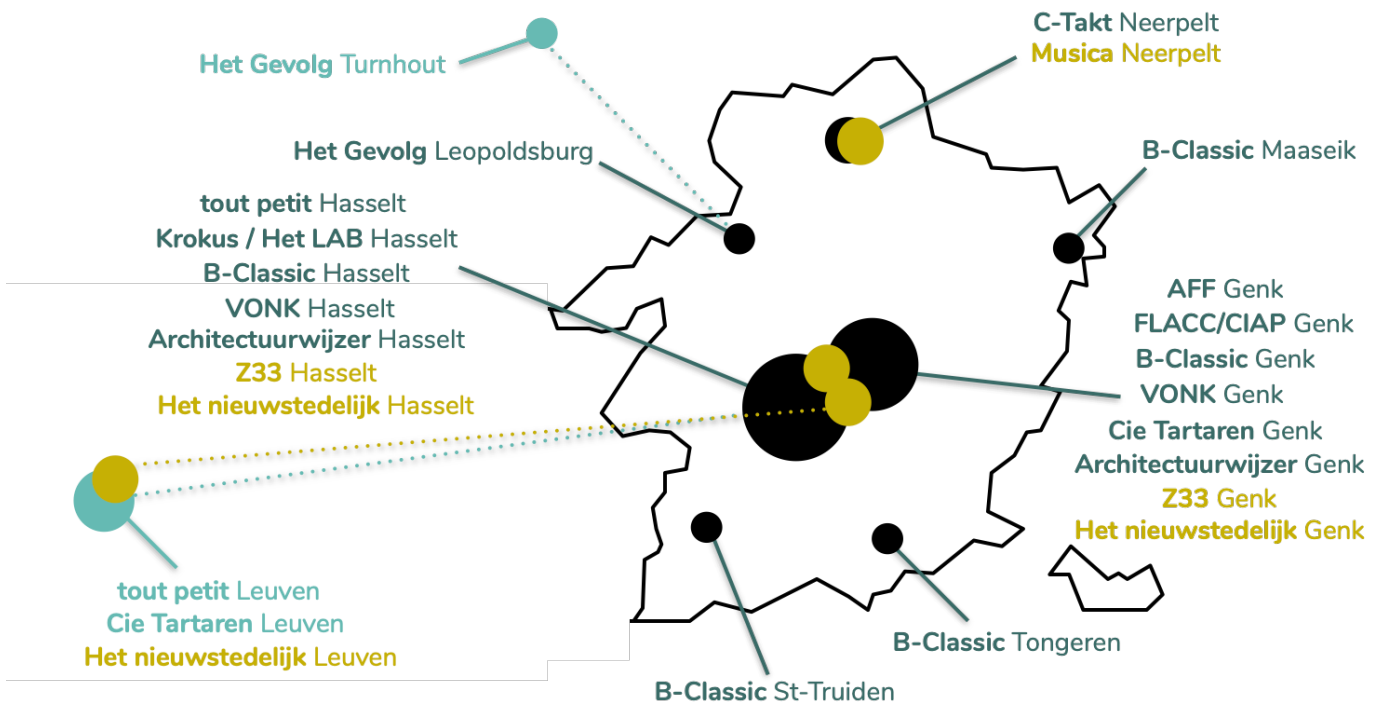 C-Takt Neerpelt
Musica Neerpelt
Het Gevolg Turnhout
Het Gevolg Leopoldsburg
B-Classic Maaseik
tout petit Hasselt
Krokus / Het LAB Hasselt
B-Classic Hasselt
VONK Hasselt
Architectuurwijzer Hasselt
Z33 Hasselt
Het nieuwstedelijk Hasselt
AFF Genk
FLACC/CIAP Genk
B-Classic Genk
VONK Genk
Cie Tartaren Genk
Architectuurwijzer Genk
Z33 Genk
Het nieuwstedelijk Genk
tout petit Leuven
Cie Tartaren Leuven
Het nieuwstedelijk Leuven
B-Classic Tongeren
B-Classic St-Truiden